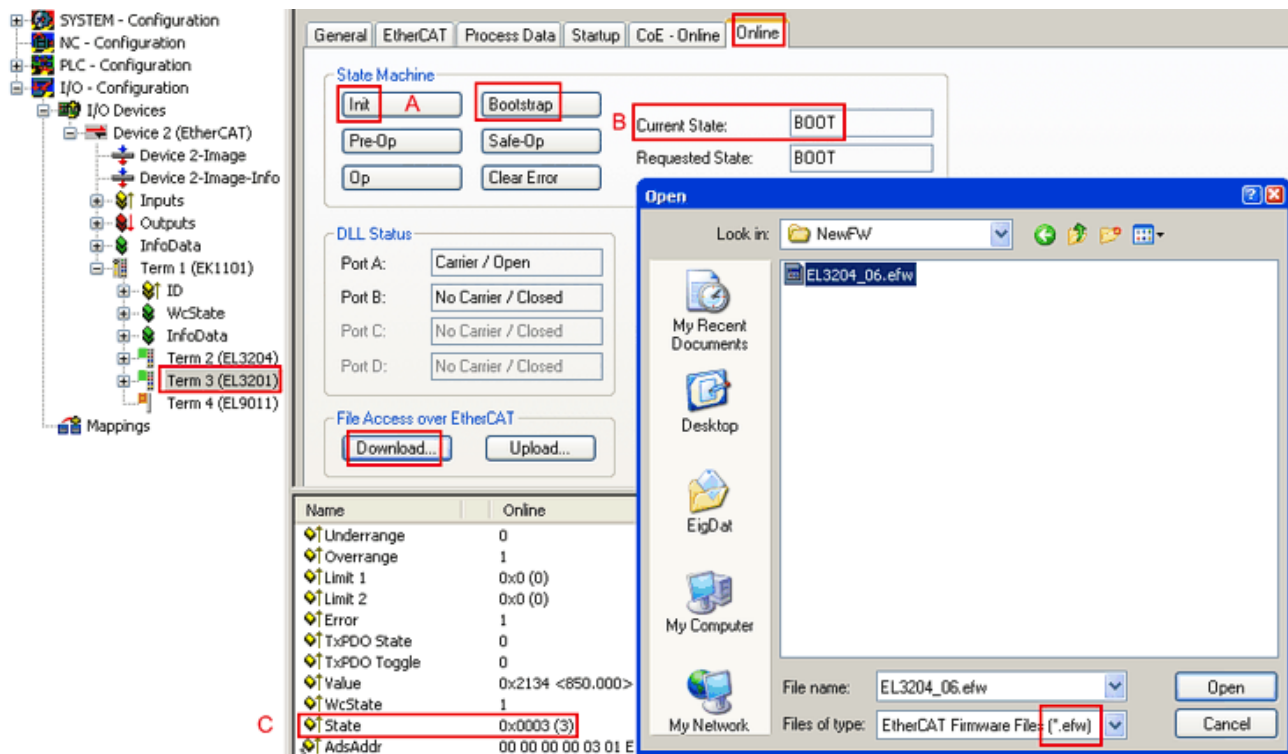 SYSTEM - Configuration
NC - Configuration
PLC - Configuration
I/O - Configuration
I/O Devices
Device 2 (EtherCAT)
Device 2-Image
Device 2-Image-Info
Inputs
Outputs
InfoData
Term 1 (EK1101)
ID
WcState
InfoData
Term 2 (EL3204)
Term 3 (EL3201)
Term 4 (EL9011)
Mappings
General EtherCAT Process Data Startup CoE - Online Online
State Machine
Init A Bootstrap
Pre-Op Safe-Op
Op Clear Error
B Current State: BOOT
Requested State: BOOT
DLL Status
Port A: Carrier / Open
Port B: No Carrier / Closed
Port C: No Carrier / Closed
Port D: No Carrier / Closed
File Access over EtherCAT
Download... Upload...
Name Online
Underrange 0
Overrange 1
Limit 1 0x0 (0)
Limit 2 0x0 (0)
Error 1
TxPDO State 0
TxPDO Toggle 0
Value 0x2134 <850.000>
WcState 1
C State 0x0003 (3)
AdsAddr 00 00 00 00 03 01 E
Open
Look in: NewFW
EL3204_06.efw
My Recent
Documents
Desktop
EigDat
My Computer
My Network
File name: EL3204_06.efw Open
Files of type: EtherCAT Firmware Files (*.efw) Cancel